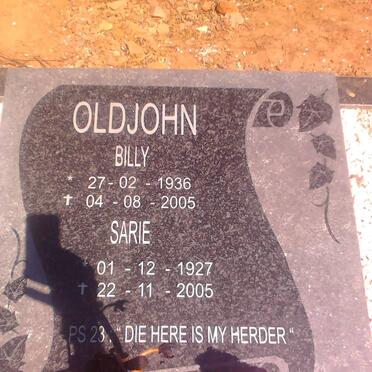 OLDJOHN
BILLY
* 27-02-1936
✝ 04-08-2005
SARIE
* 01-12-1927
✝ 22-11-2005
PS 23: "DIE HERE IS MY HERDER"